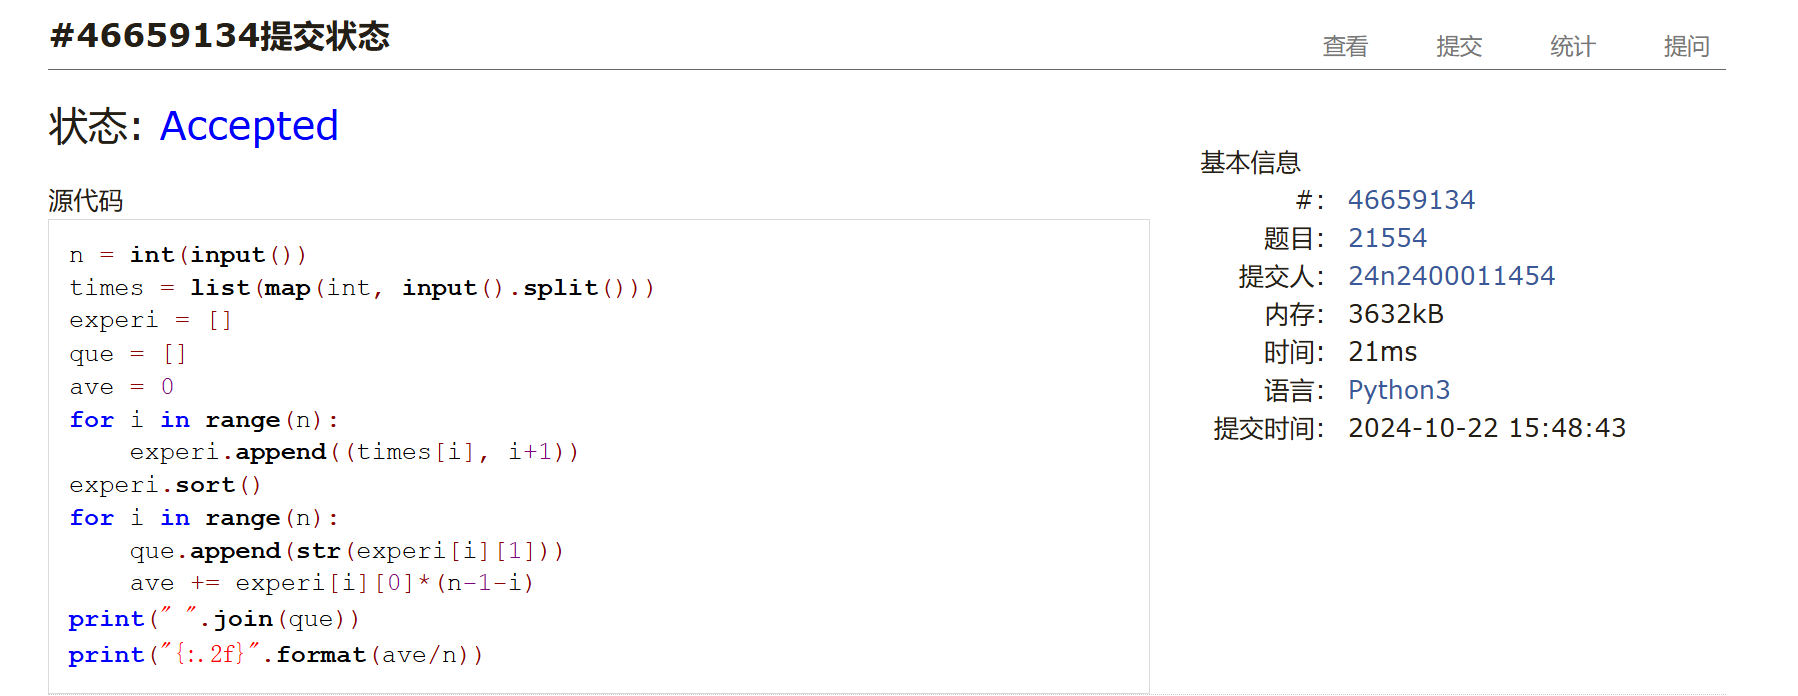 #46659134提交状态
查看 提交 统计 提问
状态: Accepted
源代码
n = int(input())
times = list(map(int, input().split()))
experi = []
que = []
ave = 0
for i in range(n):
    experi.append((times[i], i+1))
experi.sort()
for i in range(n):
    que.append(str(experi[i][1]))
    ave += experi[i][0]*(n-1-i)
print(" ".join(que))
print("{:.2f}".format(ave/n))
基本信息
#: 46659134
题目: 21554
提交人: 24n2400011454
内存: 3632kB
时间: 21ms
语言: Python3
提交时间: 2024-10-22 15:48:43